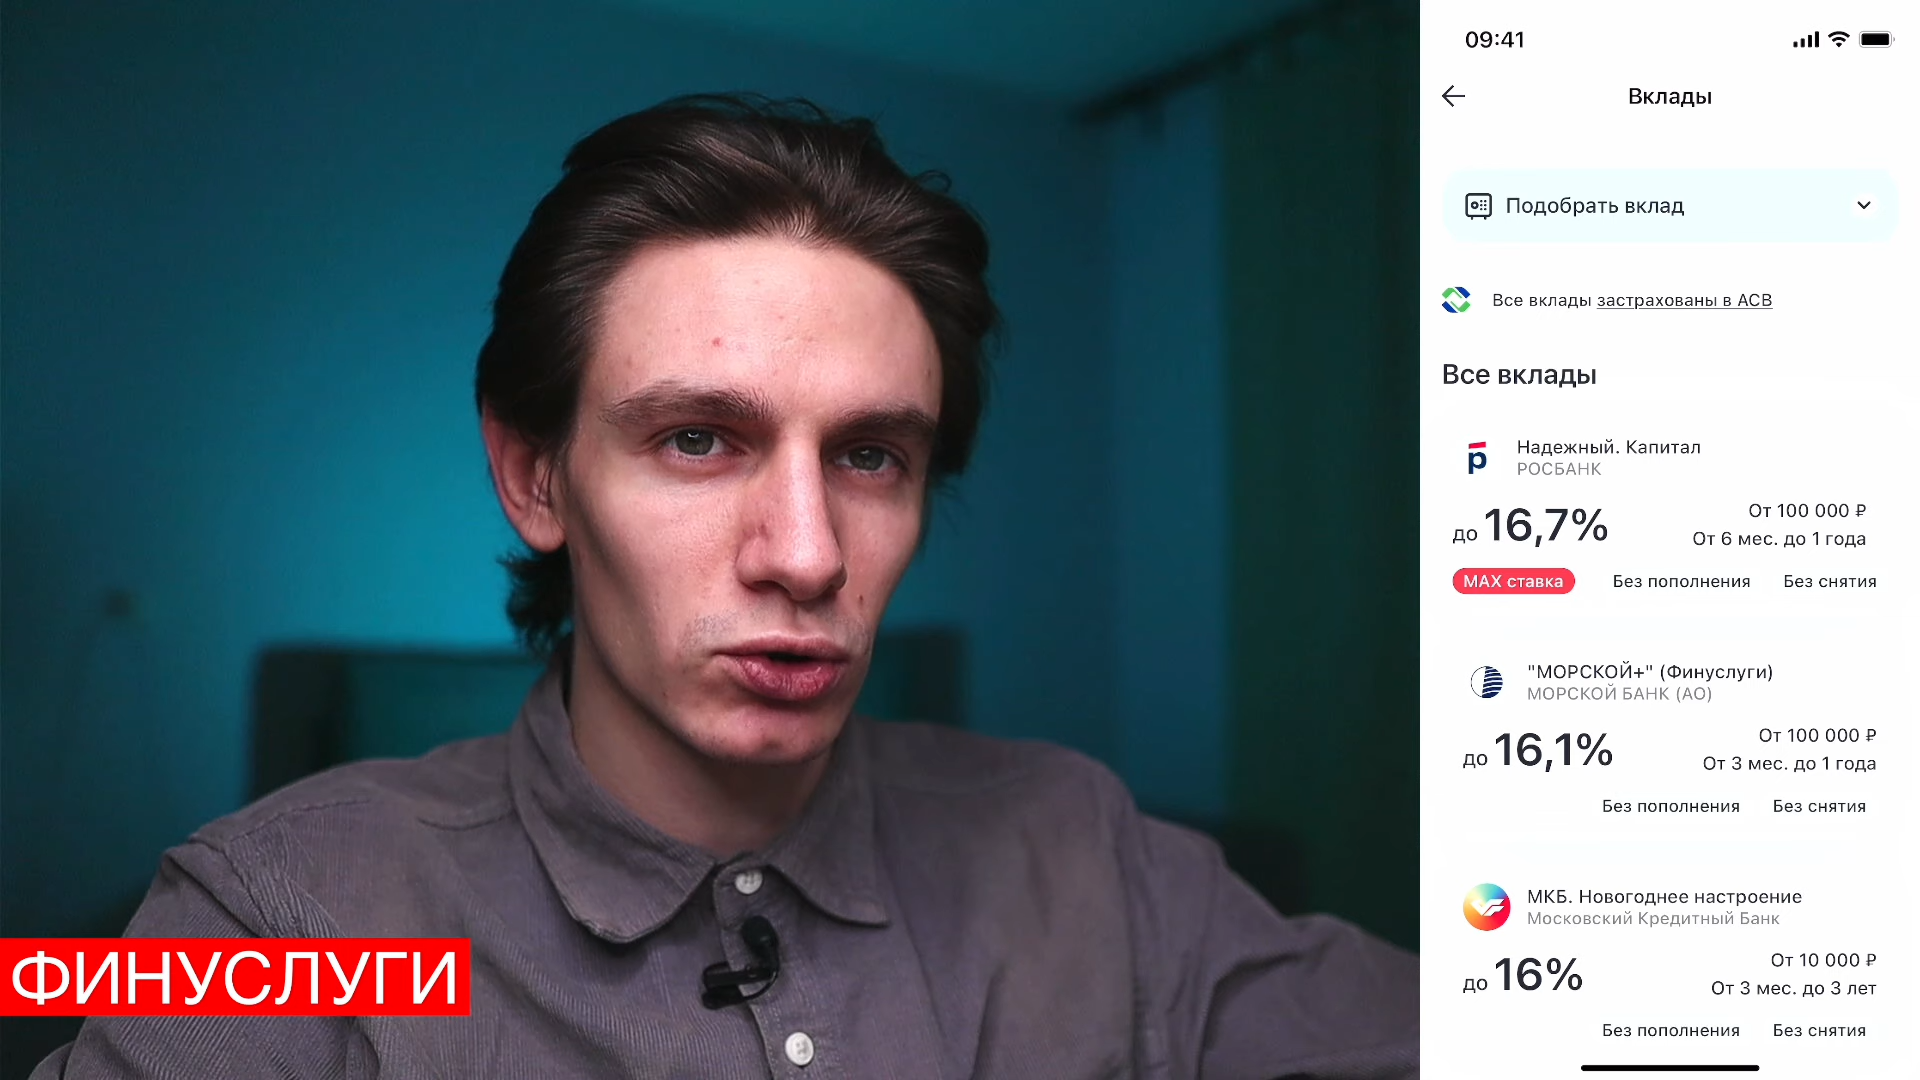 ФИНУСЛУГИ
09:41
Вклады
Подобрать вклад
Все вклады застрахованы в АСВ
Все вклады
Надежный. Капитал
РОСБАНК
до 16,7%
От 100 000 ₽
От 6 мес. до 1 года
MAX ставка Без пополнения Без снятия
"МОРСКОЙ+" (Финуслуги)
МОРСКОЙ БАНК (АО)
до 16,1%
От 100 000 ₽
От 3 мес. до 1 года
Без пополнения Без снятия
МКБ. Новогоднее настроение
Московский Кредитный Банк
до 16%
От 10 000 ₽
От 3 мес. до 3 лет
Без пополнения Без снятия